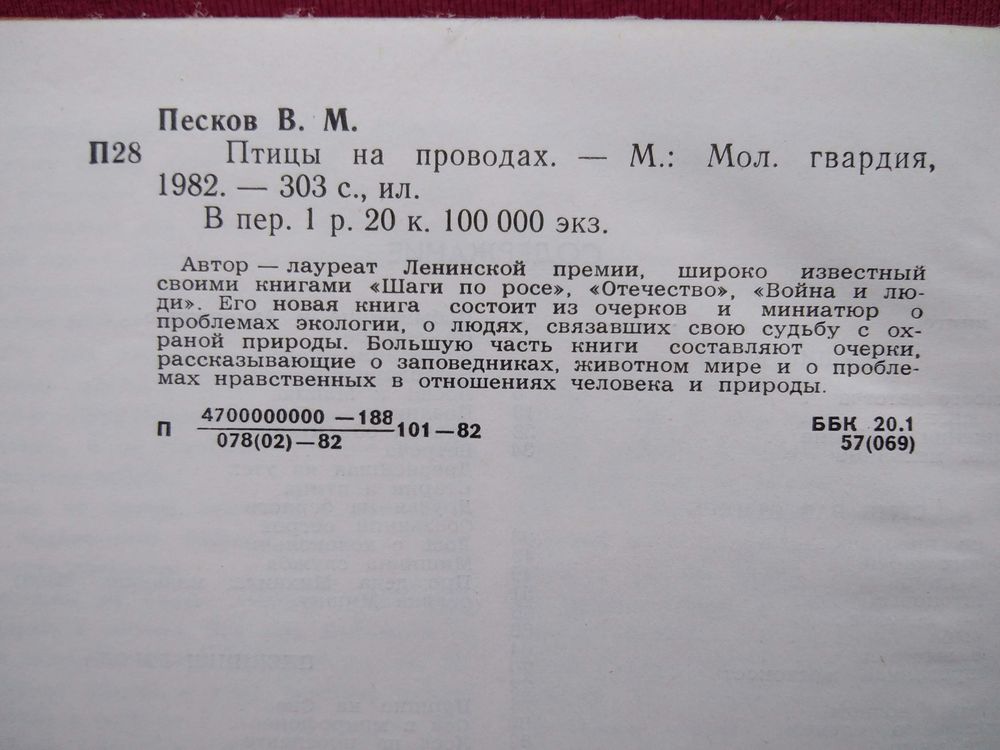 Песков В. М.
П28 Птицы на проводах. — М.: Мол. гвардия,
1982. — 303 с., ил.
В пер. 1 р. 20 к. 100 000 экз.
Автор — лауреат Ленинской премии, широко известный
своими книгами «Шаги по росе», «Отечество», «Война и лю-
ди». Его новая книга состоит из очерков и миниатюр о
проблемах экологии, о людях, связавших свою судьбу с ох-
раной природы. Большую часть книги составляют очерки,
рассказывающие о заповедниках, животном мире и о пробле-
мах нравственных в отношениях человека и природы.
П 4700000000 —188
078(02)—82 101—82
ББК 20.1
57(069)
СОДЕРЖАНИЕ